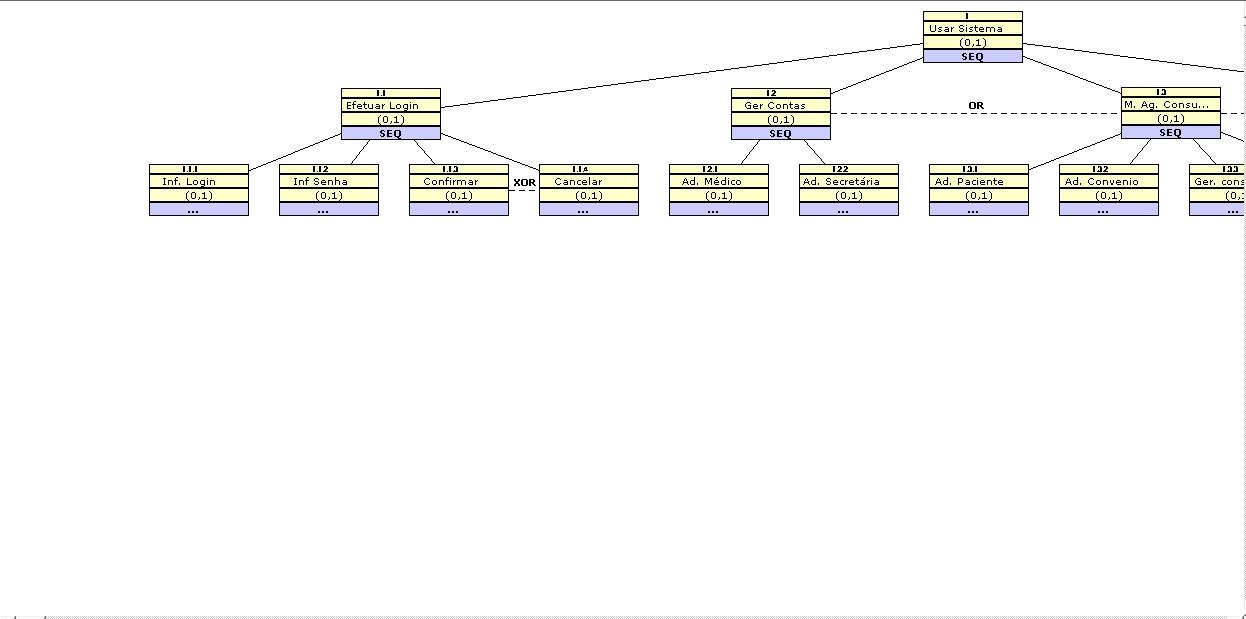 1
Usar Sistema
(0,1)
SEQ
1.1
Efetuar Login
(0,1)
SEQ
1.2
Ger Contas
(0,1)
SEQ
OR
1.3
M. Ag. Consu...
(0,1)
SEQ
1.1.1
Inf. Login
(0,1)
...
1.1.2
Inf Senha
(0,1)
...
1.1.3
Confirmar
(0,1)
...
XOR
1.1.4
Cancelar
(0,1)
...
1.2.1
Ad. Médico
(0,1)
...
1.2.2
Ad. Secretária
(0,1)
...
1.3.1
Ad. Paciente
(0,1)
...
1.3.2
Ad. Convenio
(0,1)
...
1.3.3
Ger. cons
(0,
...